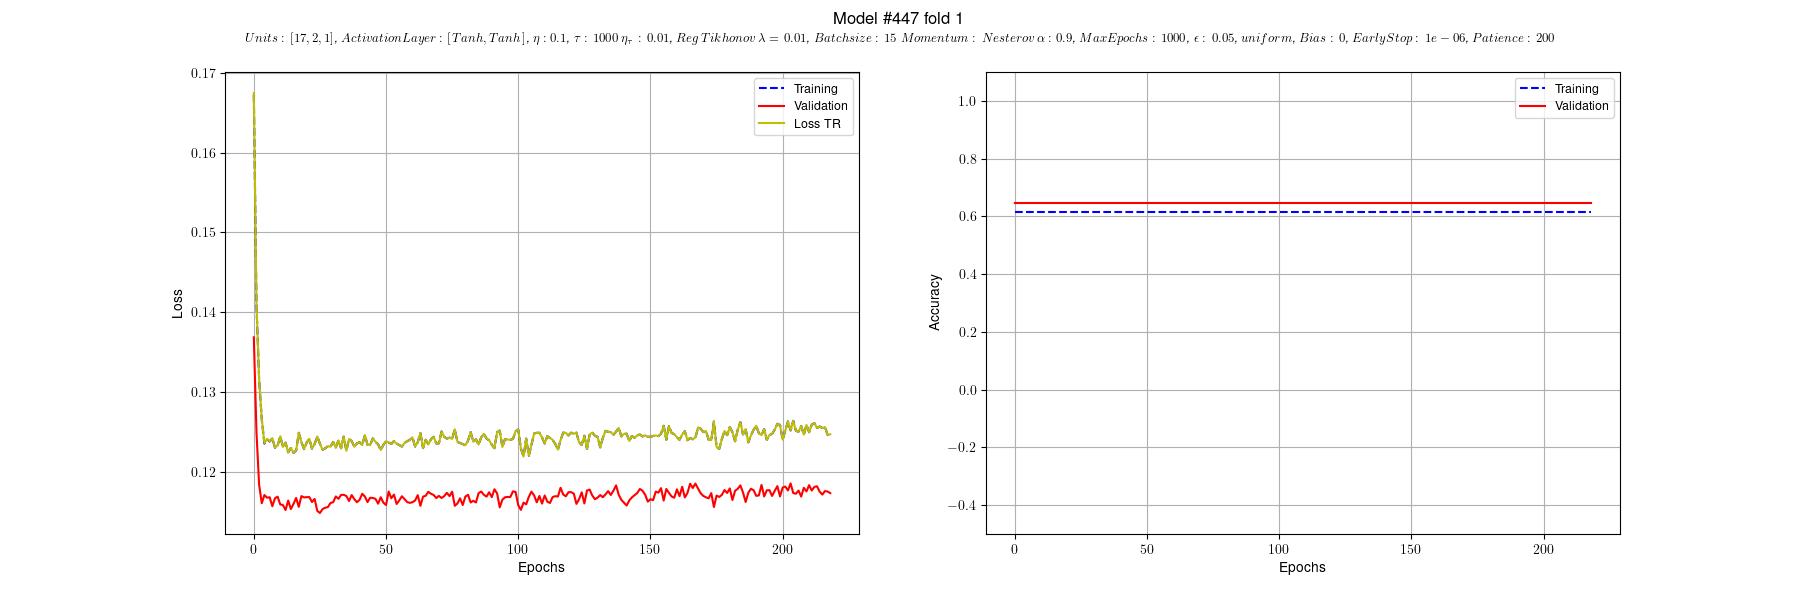 Model #447 fold 1
Units : [17, 2, 1], ActivationLayer : [Tanh, Tanh], η : 0.1, τ : 1000 ητ : 0.01, Reg Tikhonov λ = 0.01, Batchsize : 15 Momentum : Nesterov α : 0.9, MaxEpochs : 1000, ϵ : 0.05, uniform, Bias : 0, EarlyStop : 1e − 06, Patience : 200
0.17
0.16
0.15
0.14
0.13
0.12
Loss
Training
Validation
Loss TR
0 50 100 150 200
Epochs
1.0
0.8
0.6
0.4
0.2
0.0
−0.2
−0.4
Accuracy
Training
Validation
0 50 100 150 200
Epochs